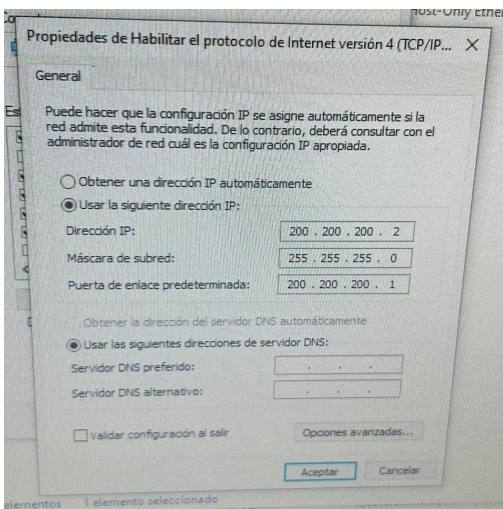 Host-Only Ether
Propiedades de Habilitar el protocolo de Internet versión 4 (TCP/IP...
General
Puede hacer que la configuración IP se asigne automáticamente si la
red admite esta funcionalidad. De lo contrario, deberá consultar con el
administrador de red cuál es la configuración IP apropiada.
Obtener una dirección IP automáticamente
Usar la siguiente dirección IP:
Dirección IP: 200 . 200 . 200 . 2
Máscara de subred: 255 . 255 . 255 . 0
Puerta de enlace predeterminada: 200 . 200 . 200 . 1
Obtener la dirección del servidor DNS automáticamente
Usar las siguientes direcciones de servidor DNS:
Servidor DNS preferido: . . .
Servidor DNS alternativo: . . .
Validar configuración al salir
Opciones avanzadas...
Aceptar Cancelar
elementos 1 elemento seleccionado